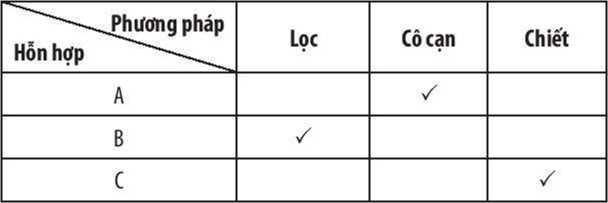 Phương pháp
Hỗn hợp
Lọc
Cô cạn
Chiết
A
✓
B
✓
C
✓